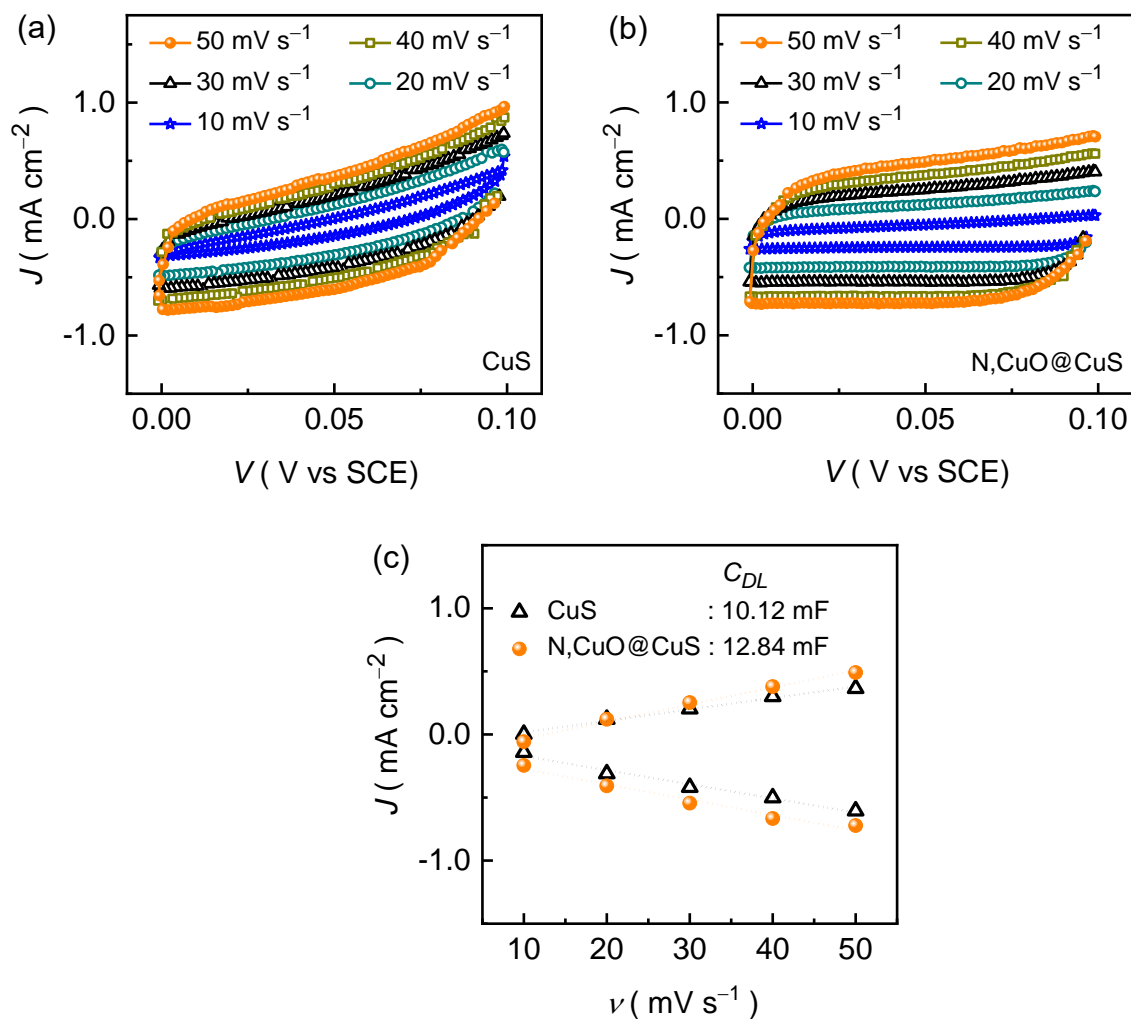 (a)
50 mV s⁻¹ 40 mV s⁻¹
30 mV s⁻¹ 20 mV s⁻¹
10 mV s⁻¹
1.0
0.0
-1.0
J ( mA cm⁻²)
CuS
0.00 0.05 0.10
V ( V vs SCE)
(b)
50 mV s⁻¹ 40 mV s⁻¹
30 mV s⁻¹ 20 mV s⁻¹
10 mV s⁻¹
1.0
0.0
-1.0
J ( mA cm⁻²)
N,CuO@CuS
0.00 0.05 0.10
V ( V vs SCE)
(c)
C_DL
CuS : 10.12 mF
N,CuO@CuS : 12.84 mF
1.0
0.0
-1.0
J ( mA cm⁻²)
10 20 30 40 50
ν ( mV s⁻¹)